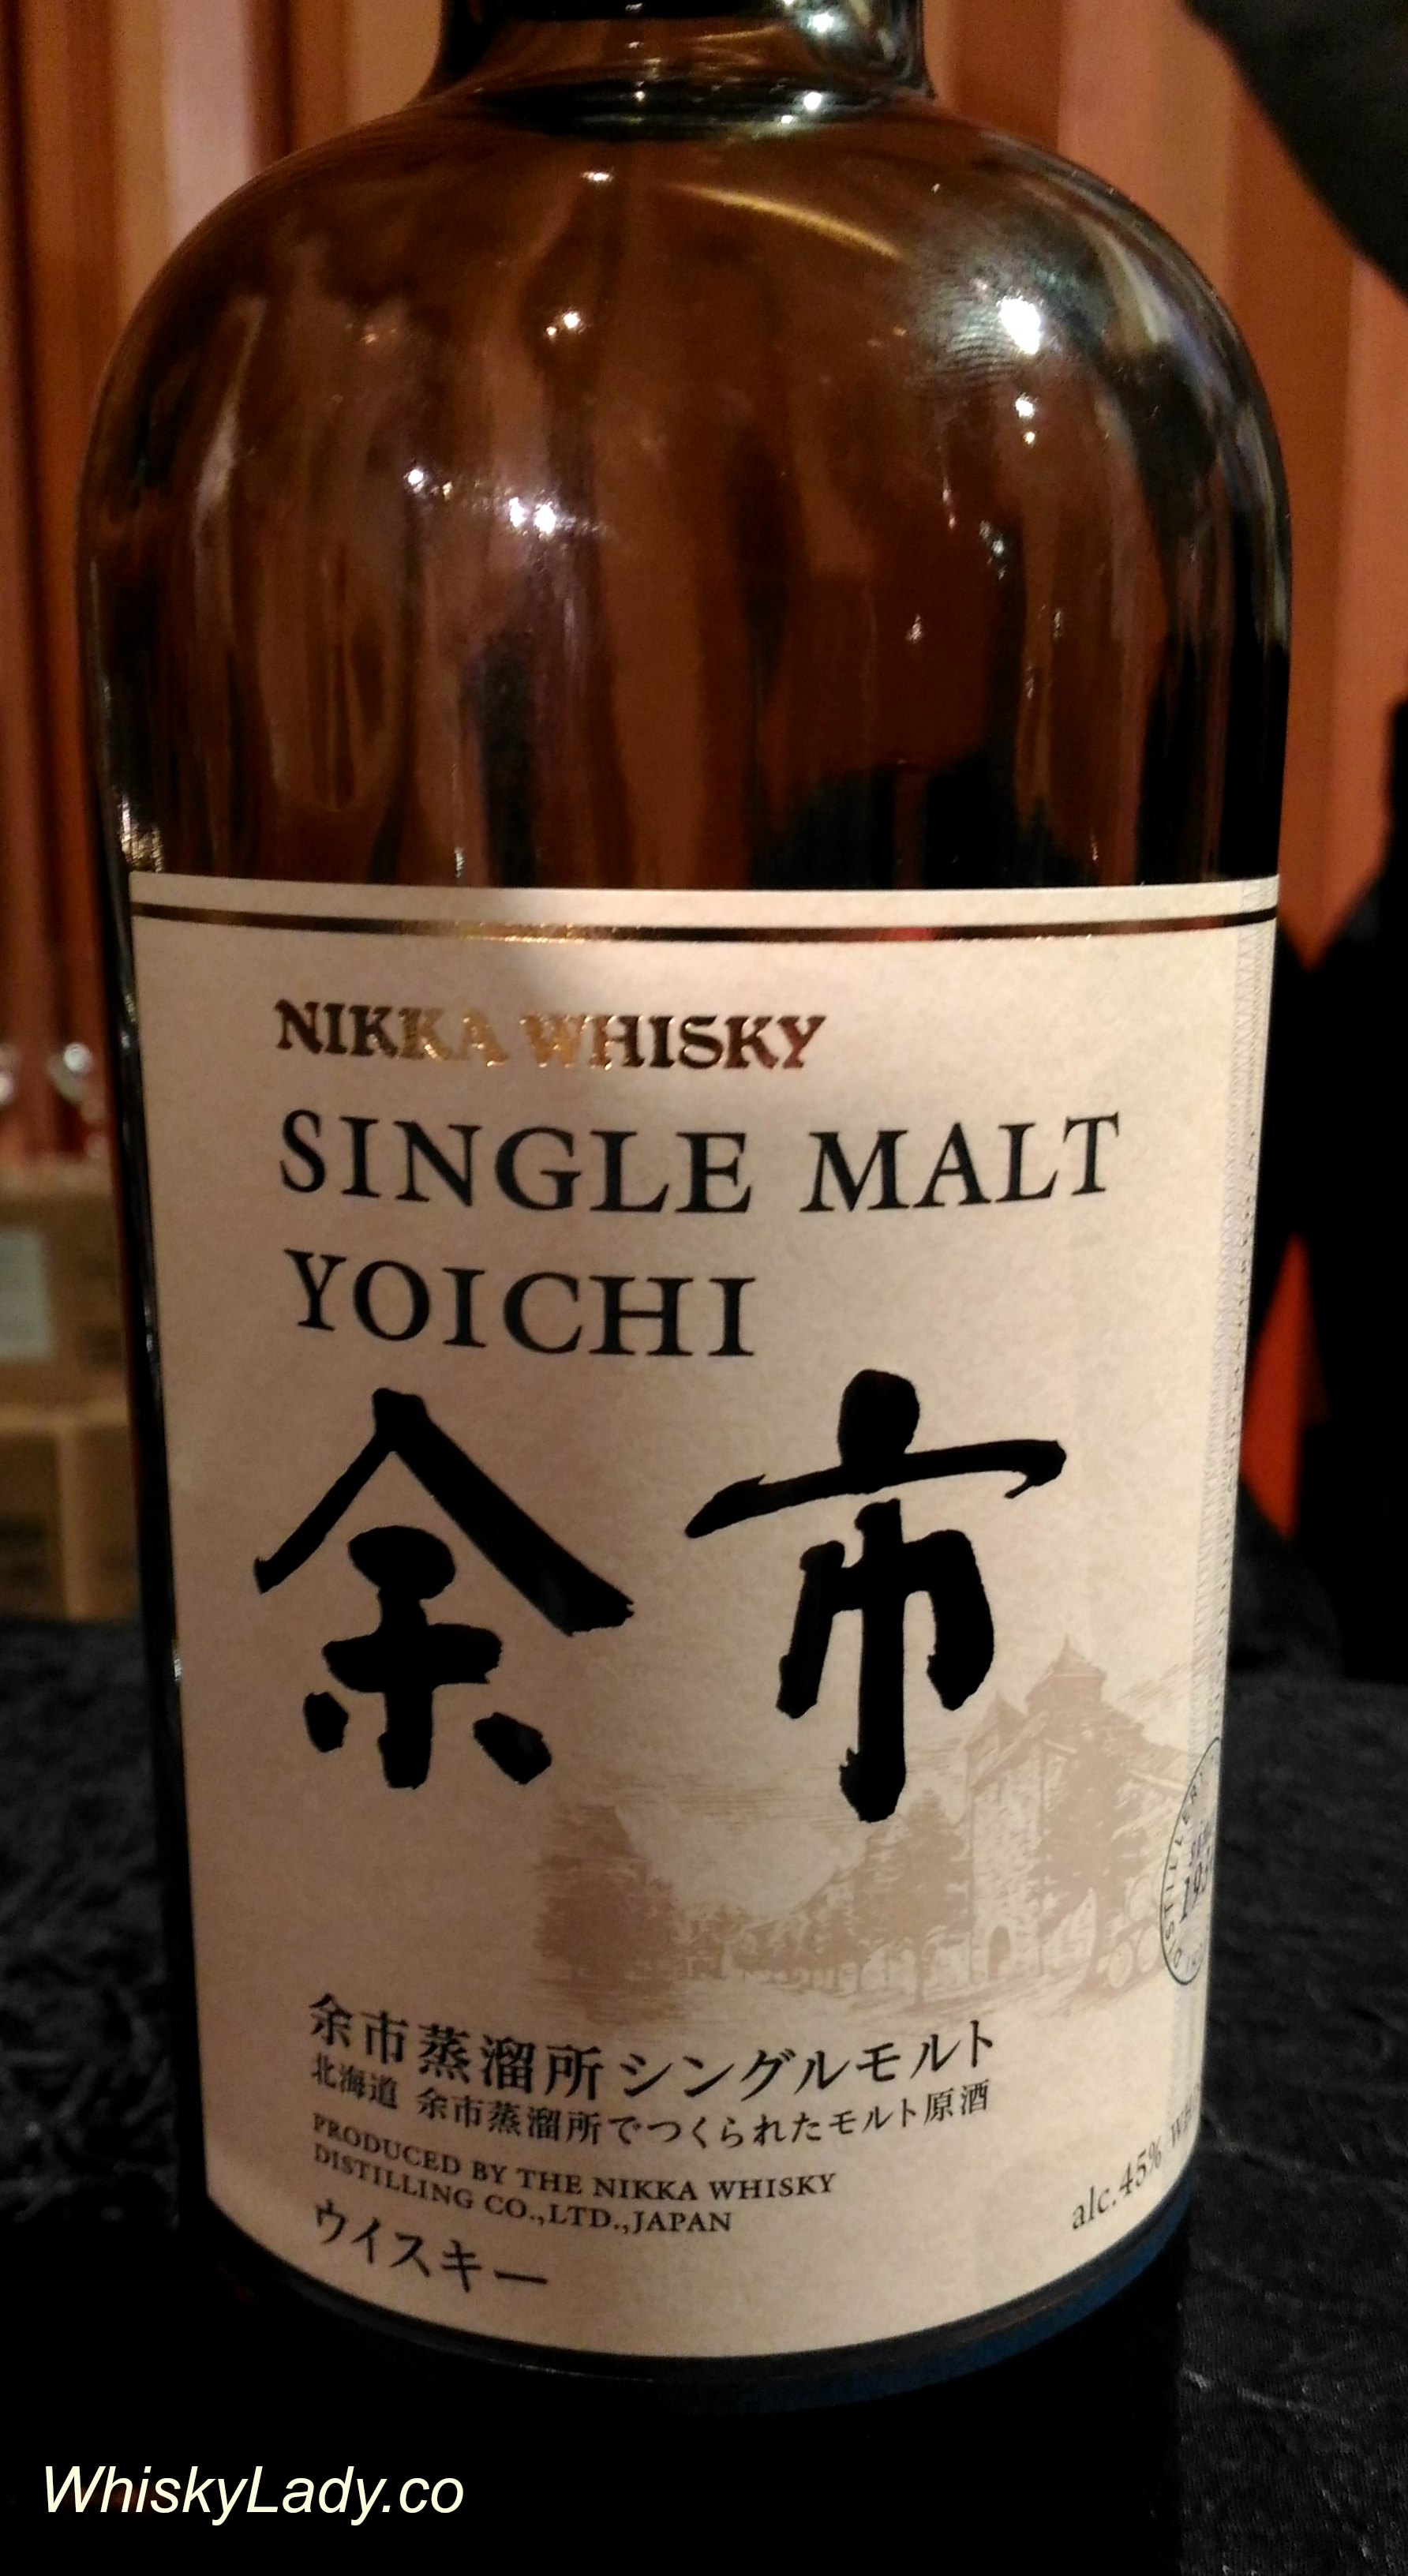 NIKKA WHISKY
SINGLE MALT
YOICHI
余市
DISTILLERY
余市蒸溜所シングルモルト
北海道 余市蒸溜所でつくられたモルト原酒
PRODUCED BY THE NIKKA WHISKY
DISTILLING CO.,LTD.,JAPAN
ウイスキー
alc.45%
WhiskyLady.co